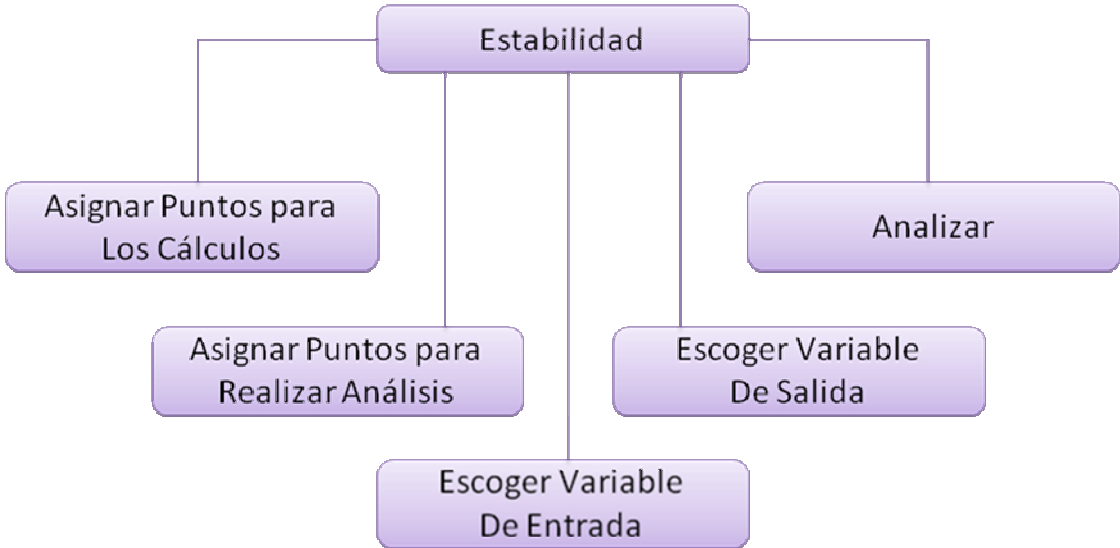 Estabilidad
Asignar Puntos para
Los Cálculos
Analizar
Asignar Puntos para
Realizar Análisis
Escoger Variable
De Salida
Escoger Variable
De Entrada